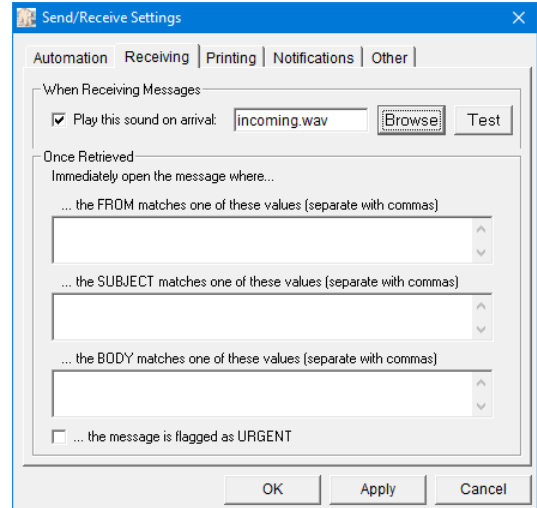 Send/Receive Settings
Automation Receiving Printing Notifications Other
When Receiving Messages
Play this sound on arrival: incoming.wav Browse Test
Once Retrieved
Immediately open the message where...
... the FROM matches one of these values (separate with commas)
... the SUBJECT matches one of these values (separate with commas)
... the BODY matches one of these values (separate with commas)
... the message is flagged as URGENT
OK Apply Cancel